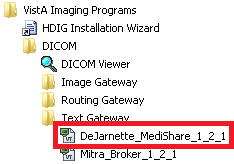 VistA Imaging Programs
HDIG Installation Wizard
DICOM
DICOM Viewer
Image Gateway
Routing Gateway
Text Gateway
DeJarnette_MediShare_1_2_1
Mitra_Broker_1_2_1